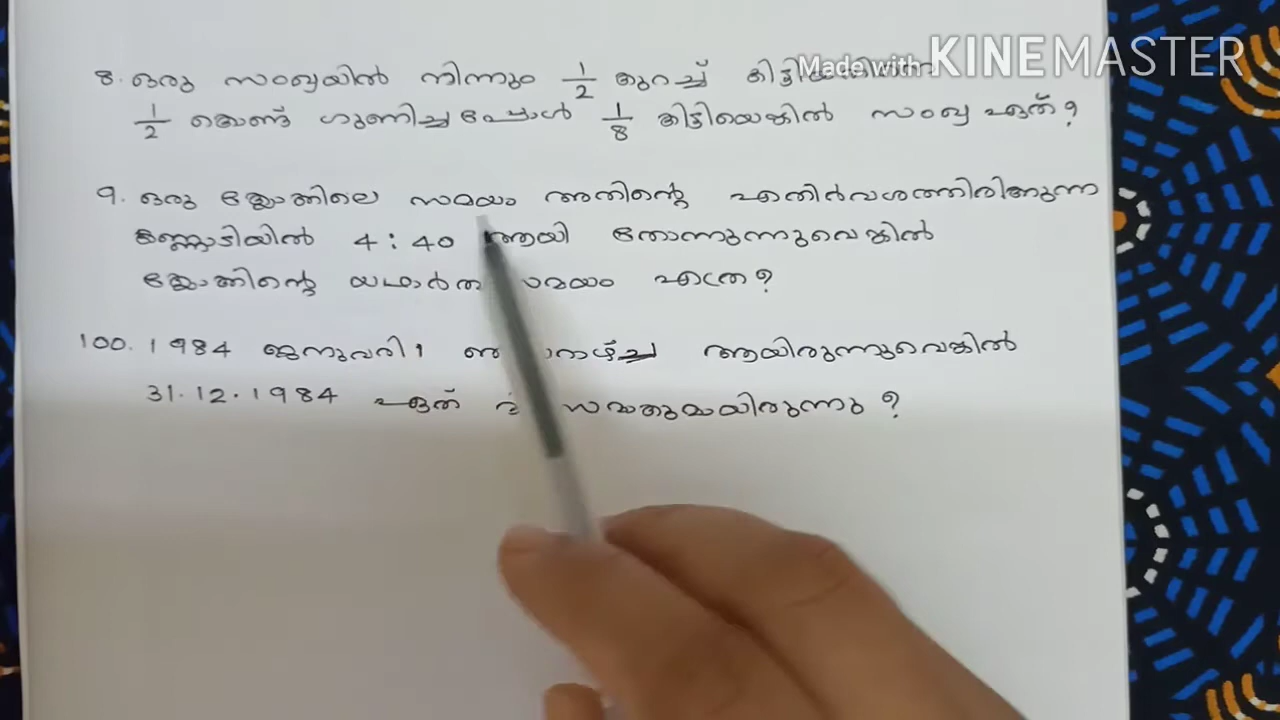 Made with KINEMASTER
8. ഒരു സംഖ്യയിൽ നിന്നും 1/2 കുറച്ച്
1/2 കൊണ്ട് ഗുണിച്ചപ്പോൾ 1/8 കിട്ടിയെങ്കിൽ സംഖ്യ ഏത്?
9. ഒരു ക്ലോക്കിലെ സമയം അതിന്റെ എതിർവശത്തിരിക്കുന്ന
കണ്ണാടിയിൽ 4:40 ആയി തോന്നുന്നുവെങ്കിൽ
ക്ലോക്കിന്റെ യഥാർത്ഥ സമയം എത്ര?
100. 1984 ജനുവരി 1 ആയിരുന്നുവെങ്കിൽ
31.12.1984 ഏത് ദിവസമായിരുന്നു?